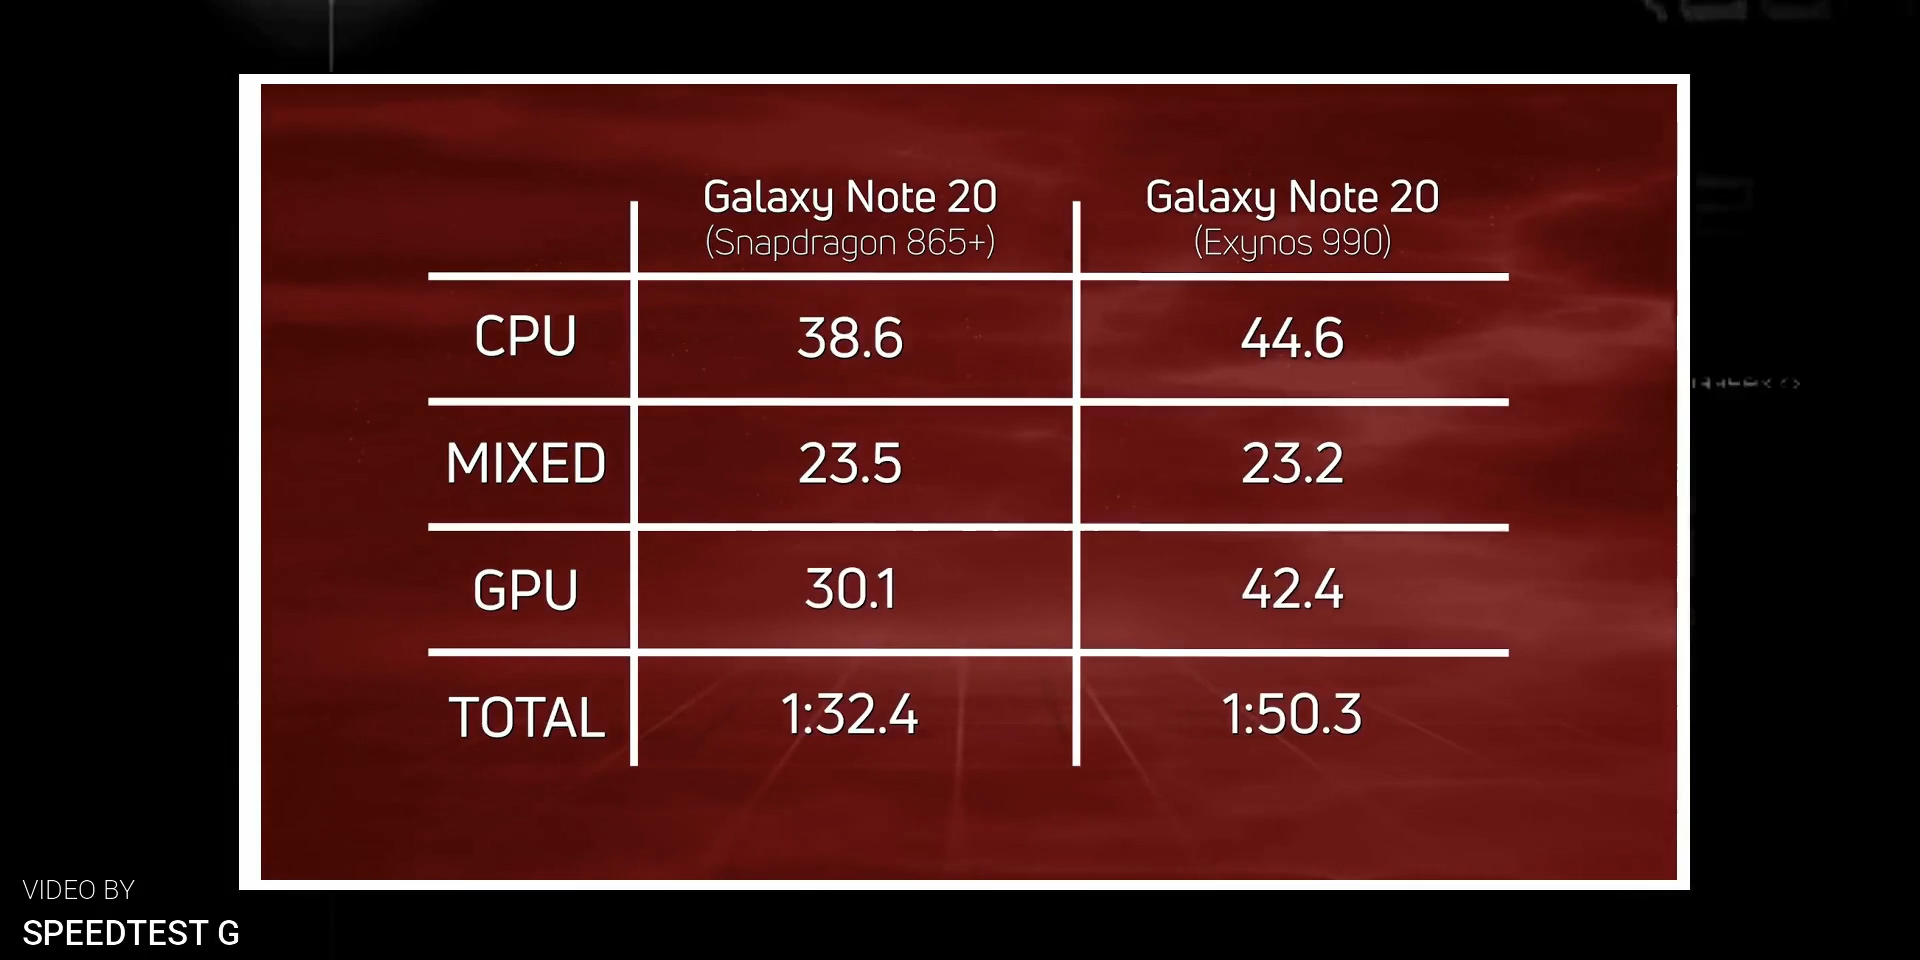 Galaxy Note 20 Galaxy Note 20
(Snapdragon 865+) (Exynos 990)
CPU 38.6 44.6
MIXED 23.5 23.2
GPU 30.1 42.4
TOTAL 1:32.4 1:50.3
VIDEO BY
SPEEDTEST G